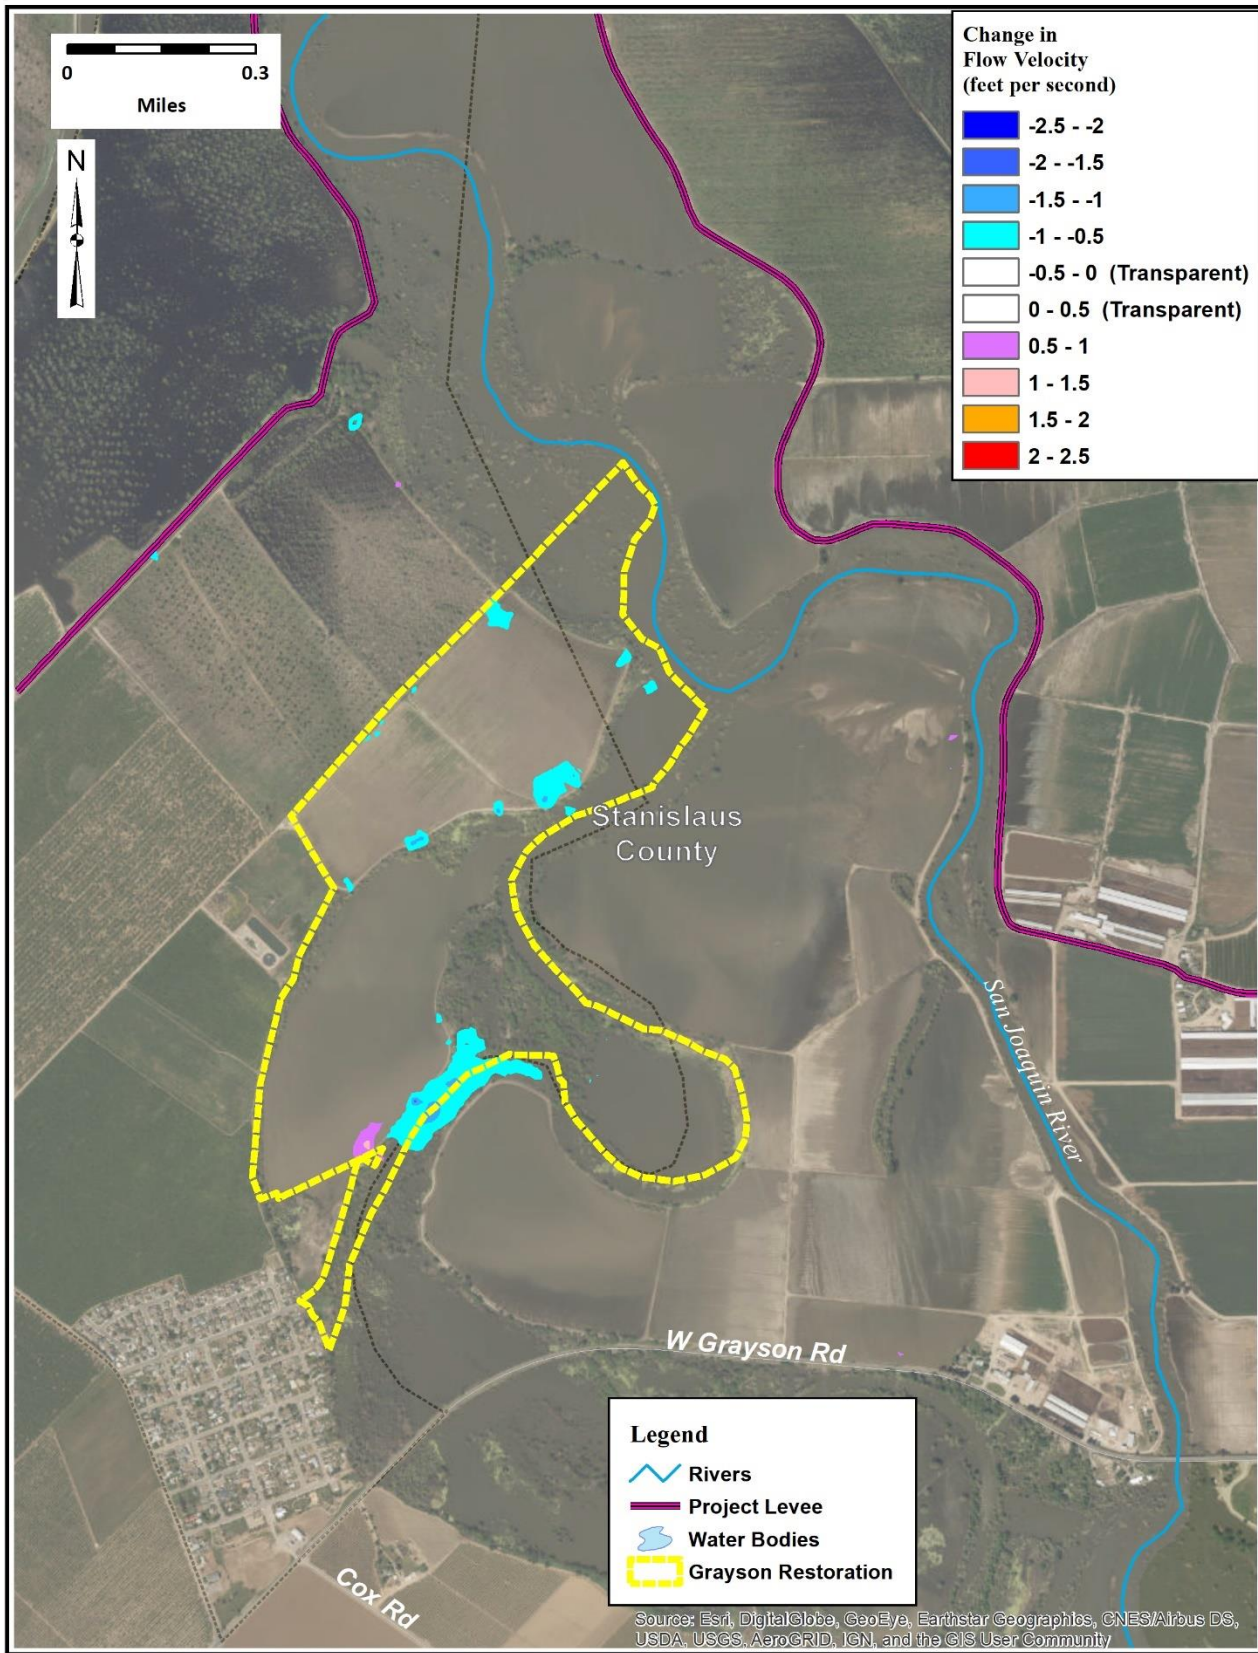 0 0.3
Miles
N
Change in
Flow Velocity
(feet per second)
-2.5 - -2
-2 - -1.5
-1.5 - -1
-1 - -0.5
-0.5 - 0 (Transparent)
0 - 0.5 (Transparent)
0.5 - 1
1 - 1.5
1.5 - 2
2 - 2.5
Stanislaus
County
San Joaquin River
W Grayson Rd
Cox Rd
Legend
Rivers
Project Levee
Water Bodies
Grayson Restoration
Source: Esri, DigitalGlobe, GeoEye, Earthstar Geographics, CNES/Airbus DS,
USDA, USGS, AeroGRID, IGN, and the GIS User Community